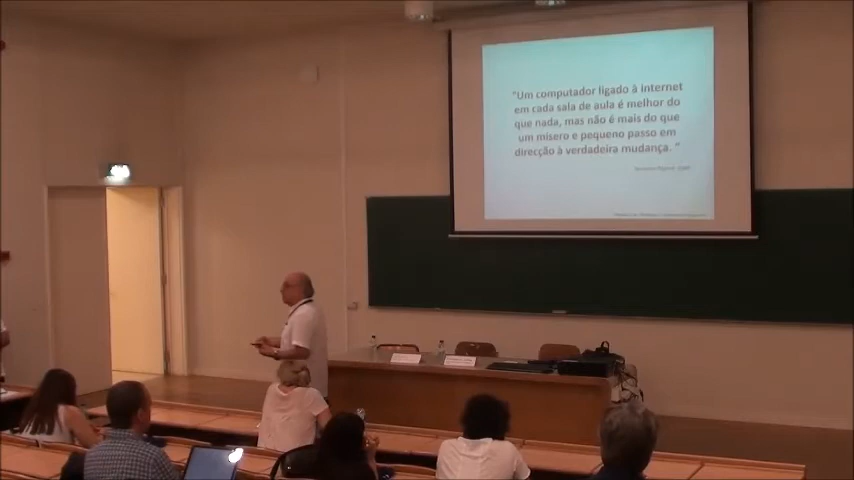 "Um computador ligado à internet
em cada sala de aula é melhor do
que nada, mas não é mais do que
um mísero e pequeno passo em
direcção à verdadeira mudança."